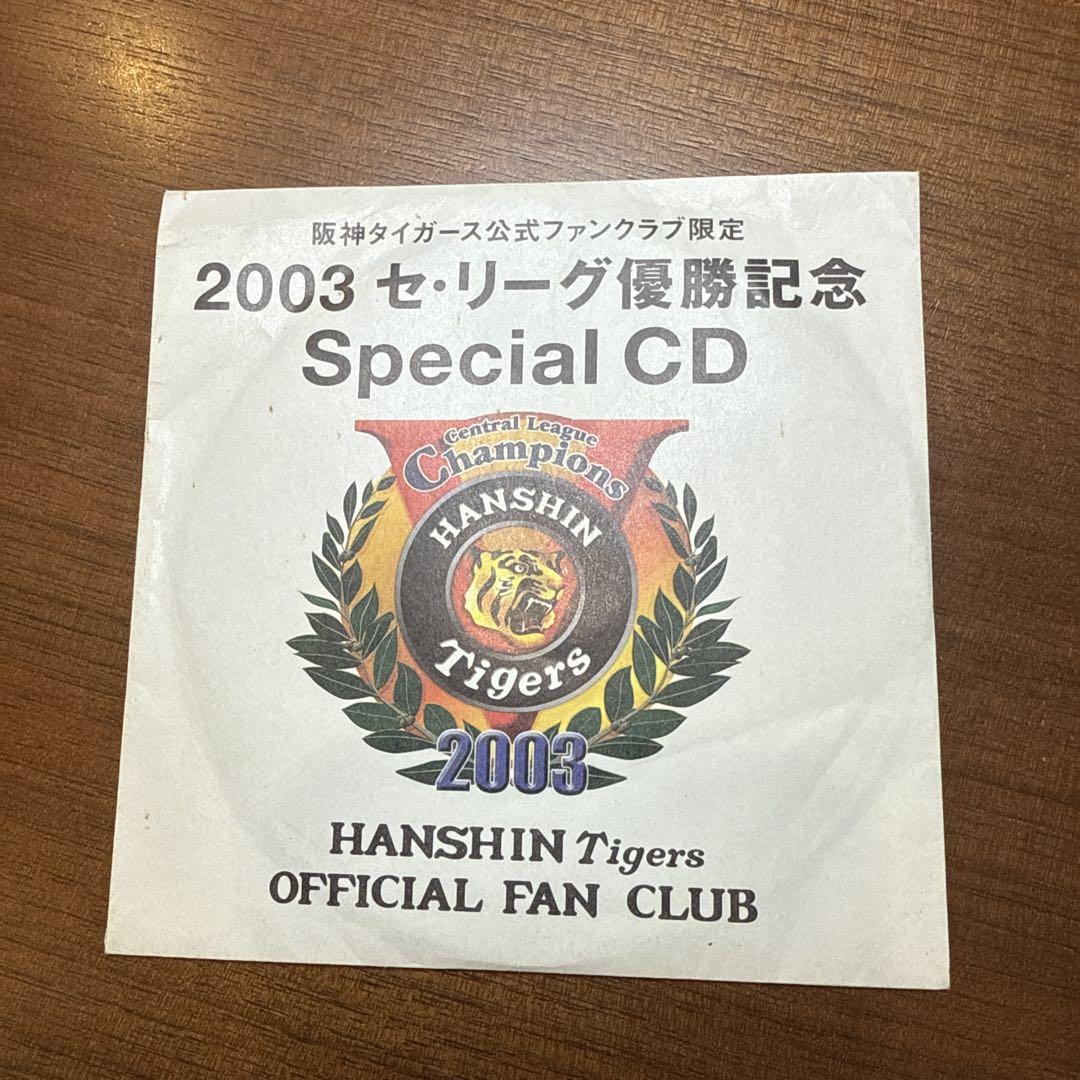 阪神タイガース公式ファンクラブ限定
2003 セ・リーグ優勝記念
Special CD
Central League
Champions
HANSHIN
Tigers
2003
HANSHIN Tigers
OFFICIAL FAN CLUB